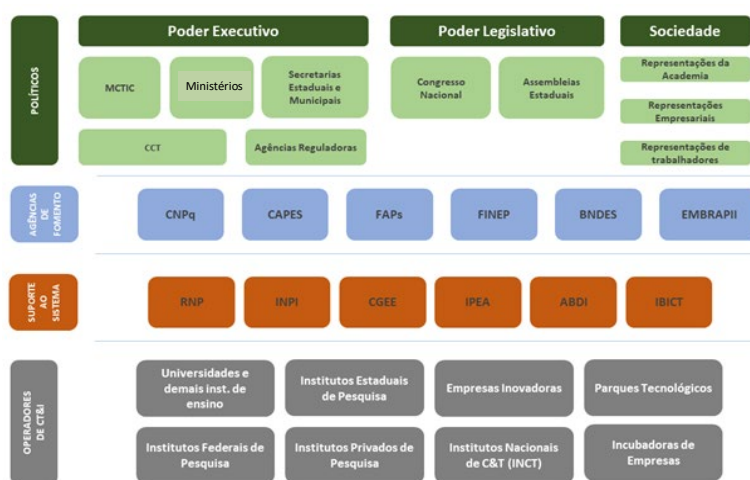 POLÍTICOS
Poder Executivo
Poder Legislativo
Sociedade
MCTIC
Ministérios
Secretarias
Estaduais e
Municipais
Congresso
Nacional
Assembleias
Estaduais
Representações da
Academia
Representações
Empresariais
CCT
Agências Reguladoras
Representações de
trabalhadores
AGÊNCIAS
DE
FOMENTO
CNPq
CAPES
FAPs
FINEP
BNDES
EMBRAPII
SUPORTE
AO
SISTEMA
RNP
INPI
CGEE
IPEA
ABDI
IBICT
OPERADORES
DE CT&I
Universidades e
demais inst. de
ensino
Institutos Estaduais
de Pesquisa
Empresas Inovadoras
Parques Tecnológicos
Institutos Federais de
Pesquisa
Institutos Privados de
Pesquisa
Institutos Nacionais
de C&T (INCT)
Incubadoras de
Empresas